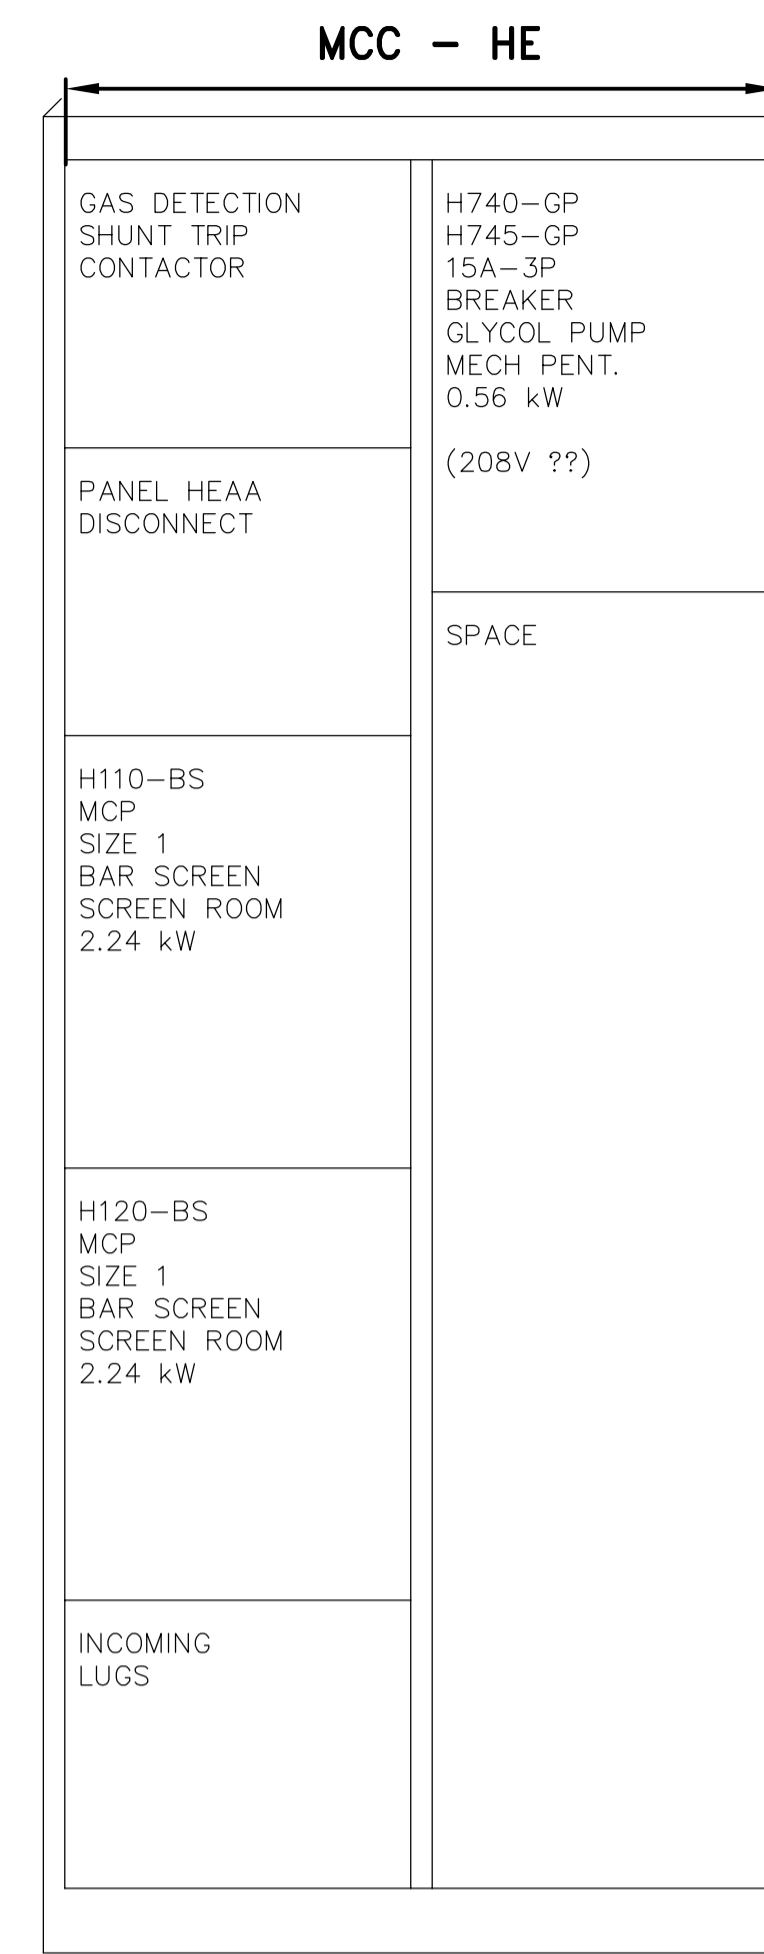 MCC - HE
GAS DETECTION
SHUNT TRIP
CONTACTOR
PANEL HEAA
DISCONNECT
H110-BS
MCP
SIZE 1
BAR SCREEN
SCREEN ROOM
2.24 kW
H120-BS
MCP
SIZE 1
BAR SCREEN
SCREEN ROOM
2.24 kW
INCOMING
LUGS
H740-GP
H745-GP
15A-3P
BREAKER
GLYCOL PUMP
MECH PENT.
0.56 kW
(208V ??)
SPACE